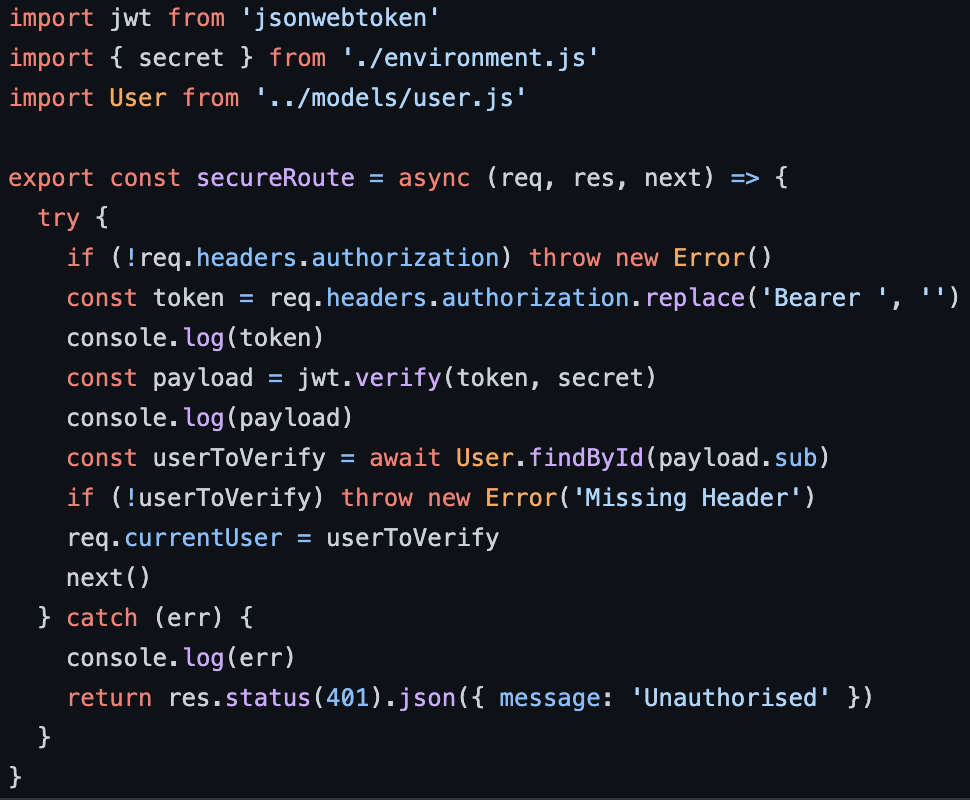 import jwt from 'jsonwebtoken'
import { secret } from './environment.js'
import User from '../models/user.js'

export const secureRoute = async (req, res, next) => {
  try {
    if (!req.headers.authorization) throw new Error()
    const token = req.headers.authorization.replace('Bearer ', '')
    console.log(token)
    const payload = jwt.verify(token, secret)
    console.log(payload)
    const userToVerify = await User.findById(payload.sub)
    if (!userToVerify) throw new Error('Missing Header')
    req.currentUser = userToVerify
    next()
  } catch (err) {
    console.log(err)
    return res.status(401).json({ message: 'Unauthorised' })
  }
}